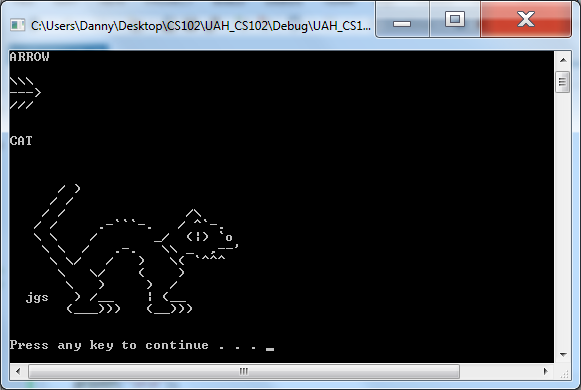 C:\Users\Danny\Desktop\CS102\UAH_CS102\Debug\UAH_CS1...
ARROW
\\\
--->
///
CAT
jgs
Press any key to continue . . . _